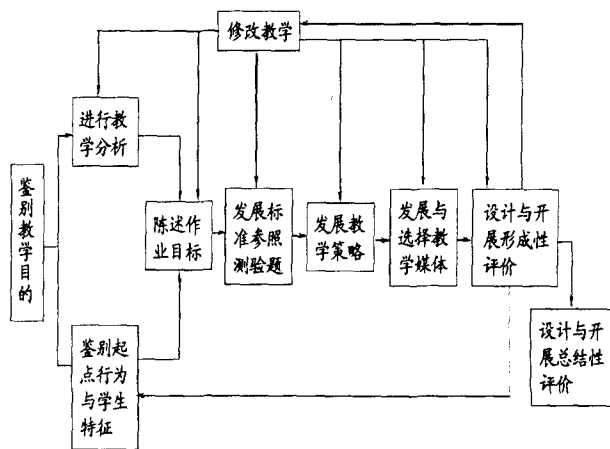 修改教学
进行教
学分析
鉴别教学目的
陈述作
业目标
发展标
准参照
测验题
发展教
学策略
发展与
选择教
学媒体
设计与开
展形成性
评价
鉴别起
点行为
与学生
特征
设计与开
展总结性
评价